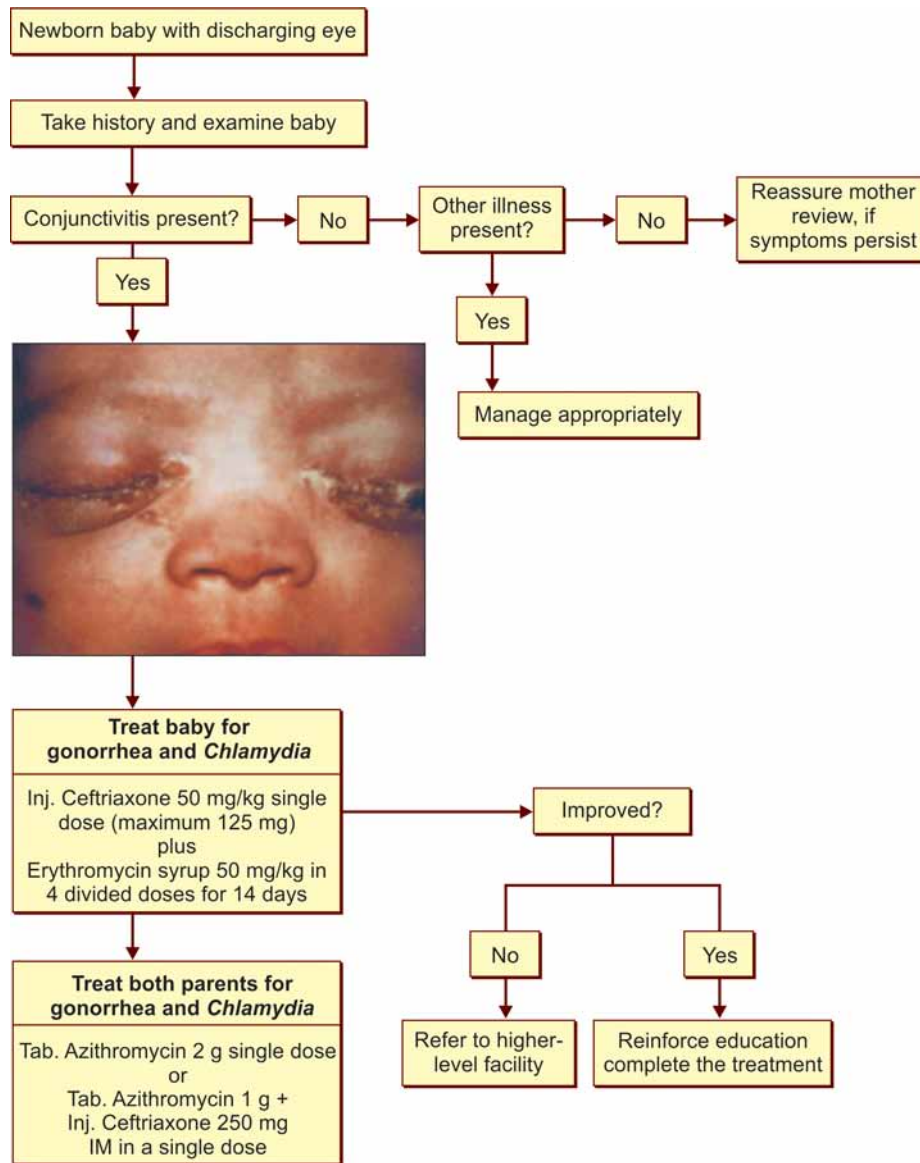 Newborn baby with discharging eye
Take history and examine baby
Conjunctivitis present?
No
Other illness
present?
No
Reassure mother
review, if
symptoms persist
Yes
Yes
Manage appropriately
Treat baby for
gonorrhea and Chlamydia
Inj. Ceftriaxone 50 mg/kg single
dose (maximum 125 mg)
plus
Erythromycin syrup 50 mg/kg in
4 divided doses for 14 days
Improved?
No
Yes
Refer to higher-
level facility
Reinforce education
complete the treatment
Treat both parents for
gonorrhea and Chlamydia
Tab. Azithromycin 2 g single dose
or
Tab. Azithromycin 1 g +
Inj. Ceftriaxone 250 mg
IM in a single dose